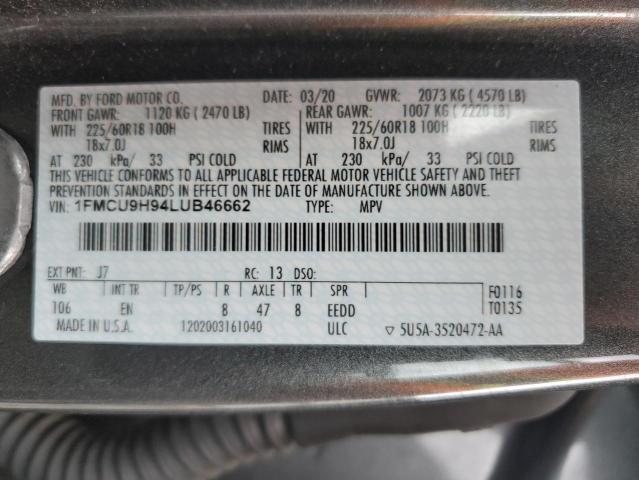 MFD. BY FORD MOTOR CO. DATE: 03/20 GVWR: 2073 KG ( 4570 LB)
FRONT GAWR: 1120 KG ( 2470 LB) REAR GAWR: 1007 KG ( 2220 LB)
WITH 225/60R18 100H TIRES WITH 225/60R18 100H TIRES
18x7.0J RIMS 18x7.0J RIMS
AT 230 kPa/ 33 PSI COLD AT 230 kPa/ 33 PSI COLD
THIS VEHICLE CONFORMS TO ALL APPLICABLE FEDERAL MOTOR VEHICLE SAFETY AND THEFT
PREVENTION STANDARDS IN EFFECT ON THE DATE OF MANUFACTURE SHOWN ABOVE.
VIN: 1FMCU9H94LUB46662 TYPE: MPV
EXT PNT: J7 RC: 13 DSO:
WB INT TR TP/PS R AXLE TR SPR F0116
106 EN 8 47 8 EEDD T0135
MADE IN U.S.A. 1202003161040 ULC ▽ 5U5A-3520472-AA